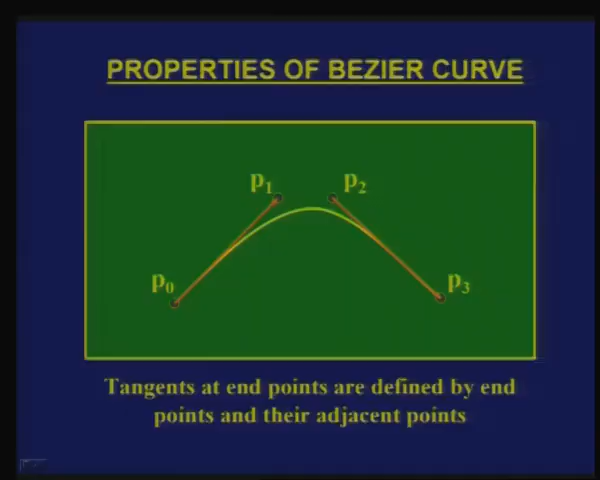 PROPERTIES OF BEZIER CURVE
p₁ p₂
p₀ p₃
Tangents at end points are defined by end
points and their adjacent points